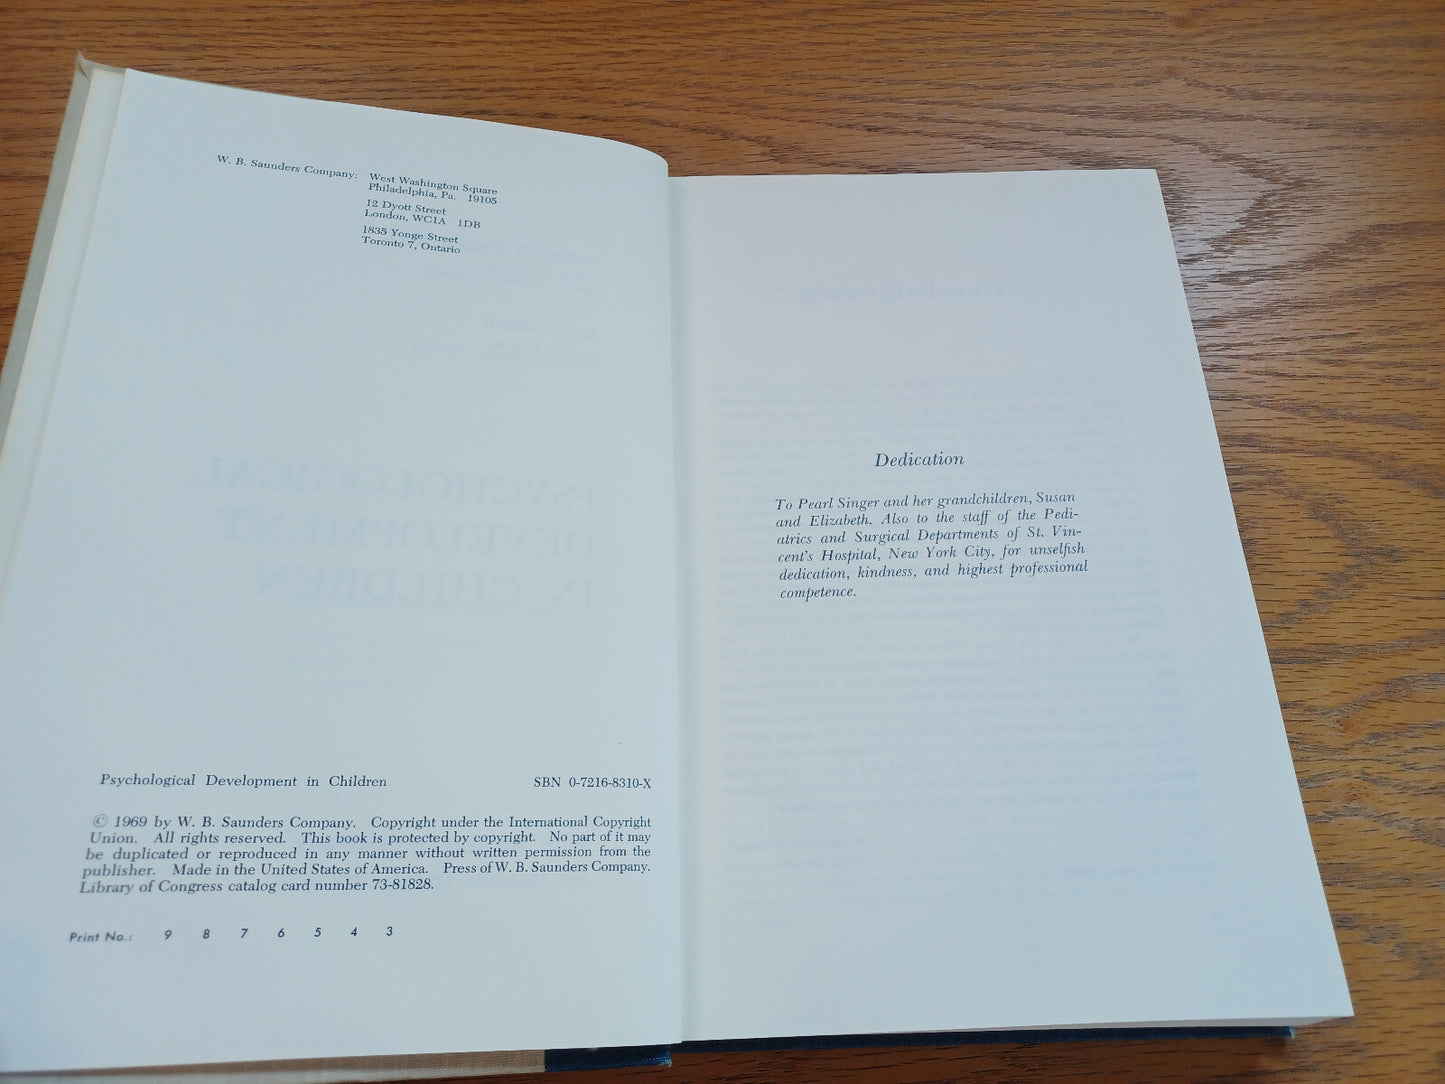 W. B. Saunders Company: West Washington Square
Philadelphia, Pa. 19105
12 Dyott Street
London, WC1A 1DB
1835 Yonge Street
Toronto 7, Ontario
Psychological Development in Children SBN 0-7216-8310-X
© 1969 by W. B. Saunders Company. Copyright under the International Copyright
Union. All rights reserved. This book is protected by copyright. No part of it may
be duplicated or reproduced in any manner without written permission from the
publisher. Made in the United States of America. Press of W. B. Saunders Company.
Library of Congress catalog card number 73-81828.
Print No.: 9 8 7 6 5 4 3
Dedication
To Pearl Singer and her grandchildren, Susan
and Elizabeth. Also to the staff of the Pedi-
atrics and Surgical Departments of St. Vin-
cent's Hospital, New York City, for unselfish
dedication, kindness, and highest professional
competence.